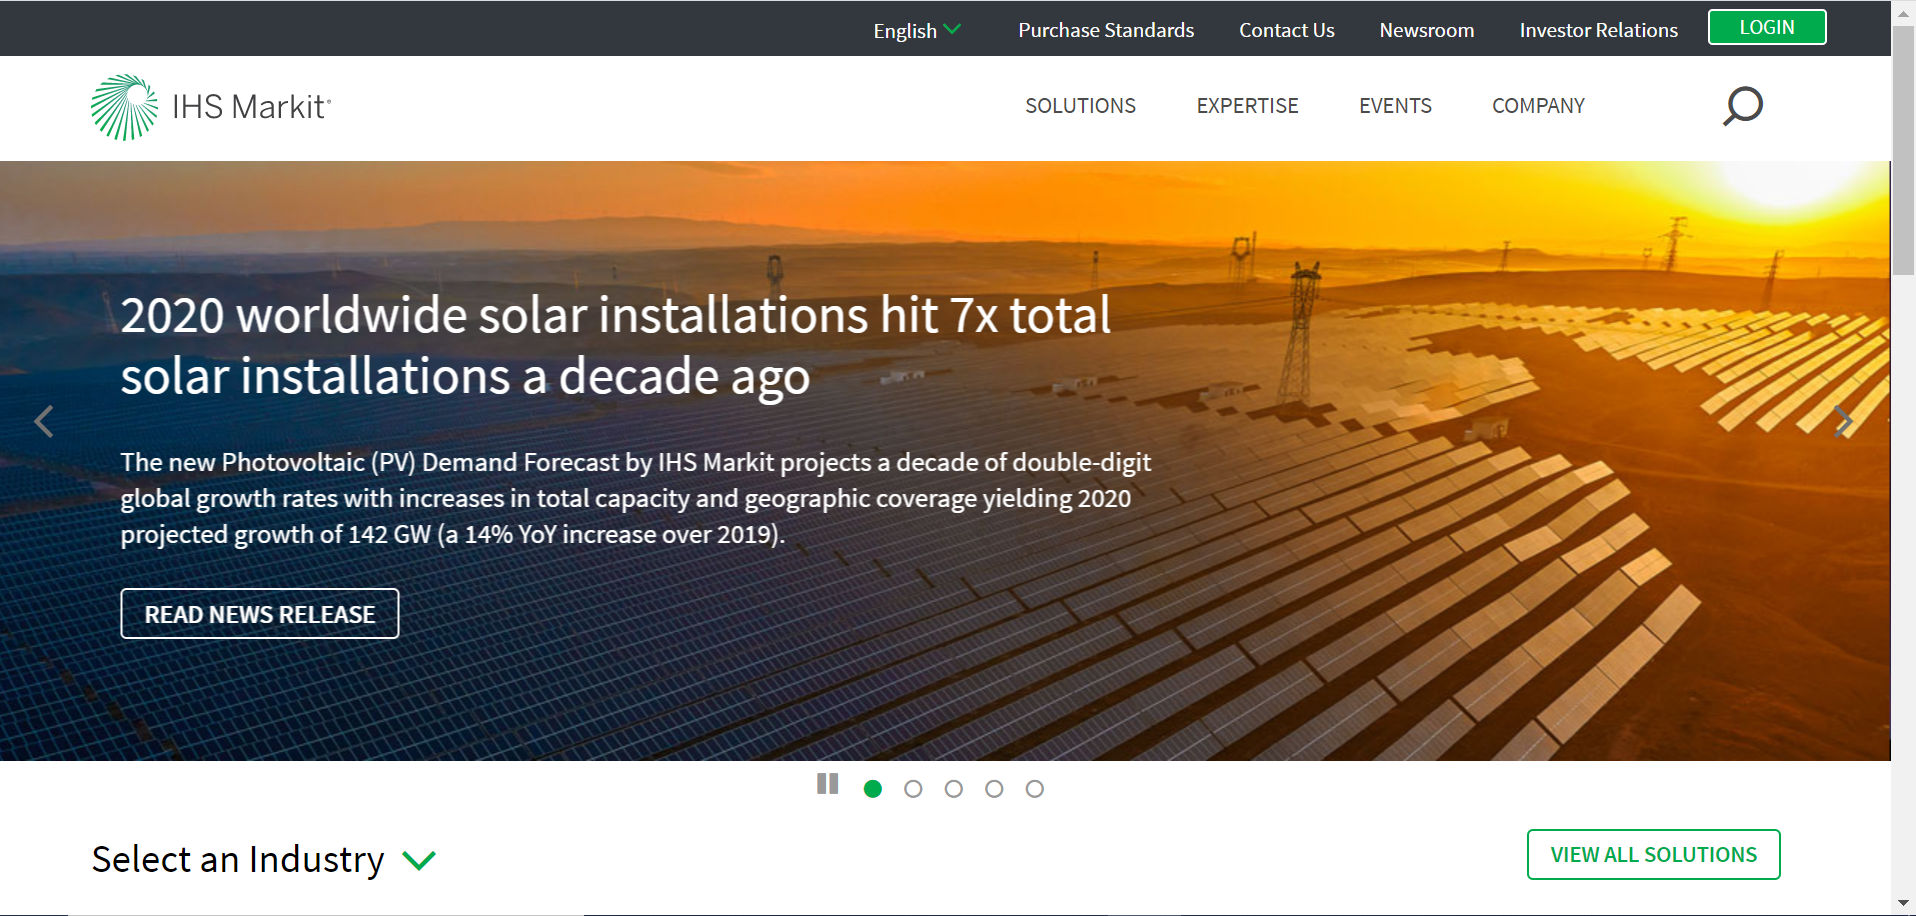 English
Purchase Standards
Contact Us
Newsroom
Investor Relations
LOGIN
IHS Markit®
SOLUTIONS
EXPERTISE
EVENTS
COMPANY
2020 worldwide solar installations hit 7x total
solar installations a decade ago
The new Photovoltaic (PV) Demand Forecast by IHS Markit projects a decade of double-digit
global growth rates with increases in total capacity and geographic coverage yielding 2020
projected growth of 142 GW (a 14% YoY increase over 2019).
READ NEWS RELEASE
Select an Industry
VIEW ALL SOLUTIONS